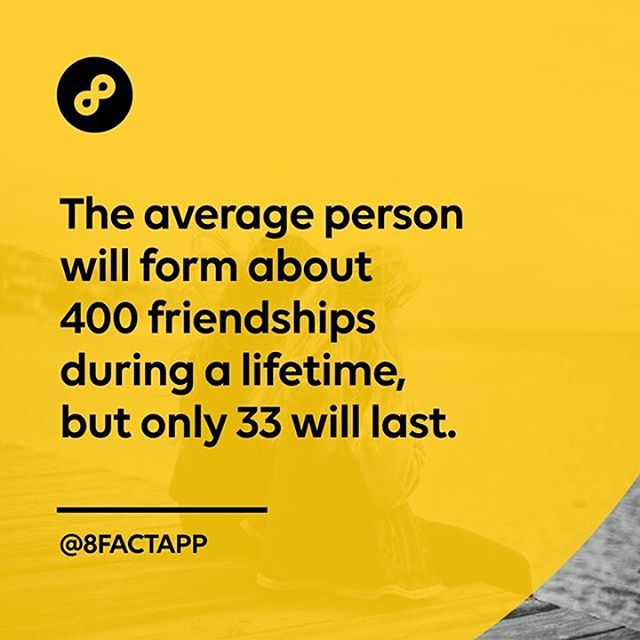 The average person
will form about
400 friendships
during a lifetime,
but only 33 will last.
@8FACTAPP